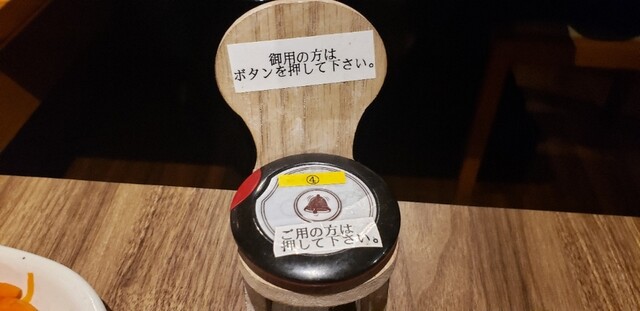 御用の方は
ボタンを押して下さい。
④
ご用の方は
押して下さい。